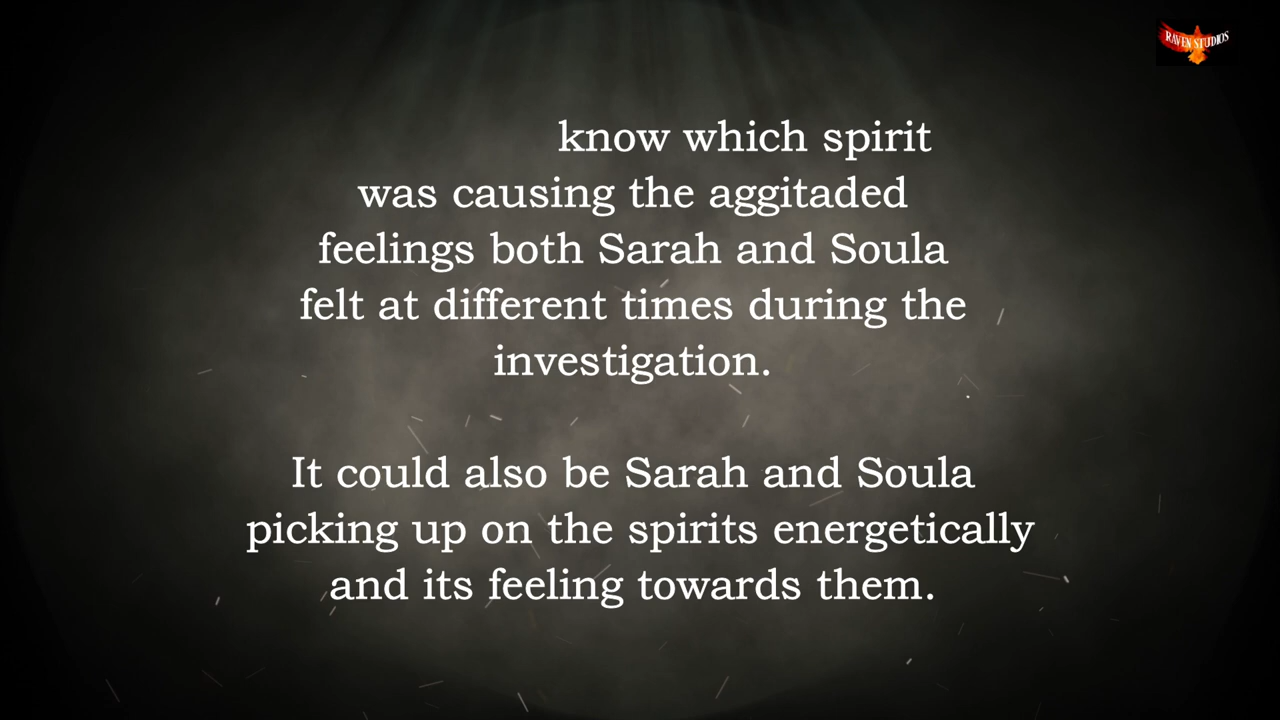 RAVEN STUDIOS
know which spirit
was causing the aggitaded
feelings both Sarah and Soula
felt at different times during the
investigation.
It could also be Sarah and Soula
picking up on the spirits energetically
and its feeling towards them.